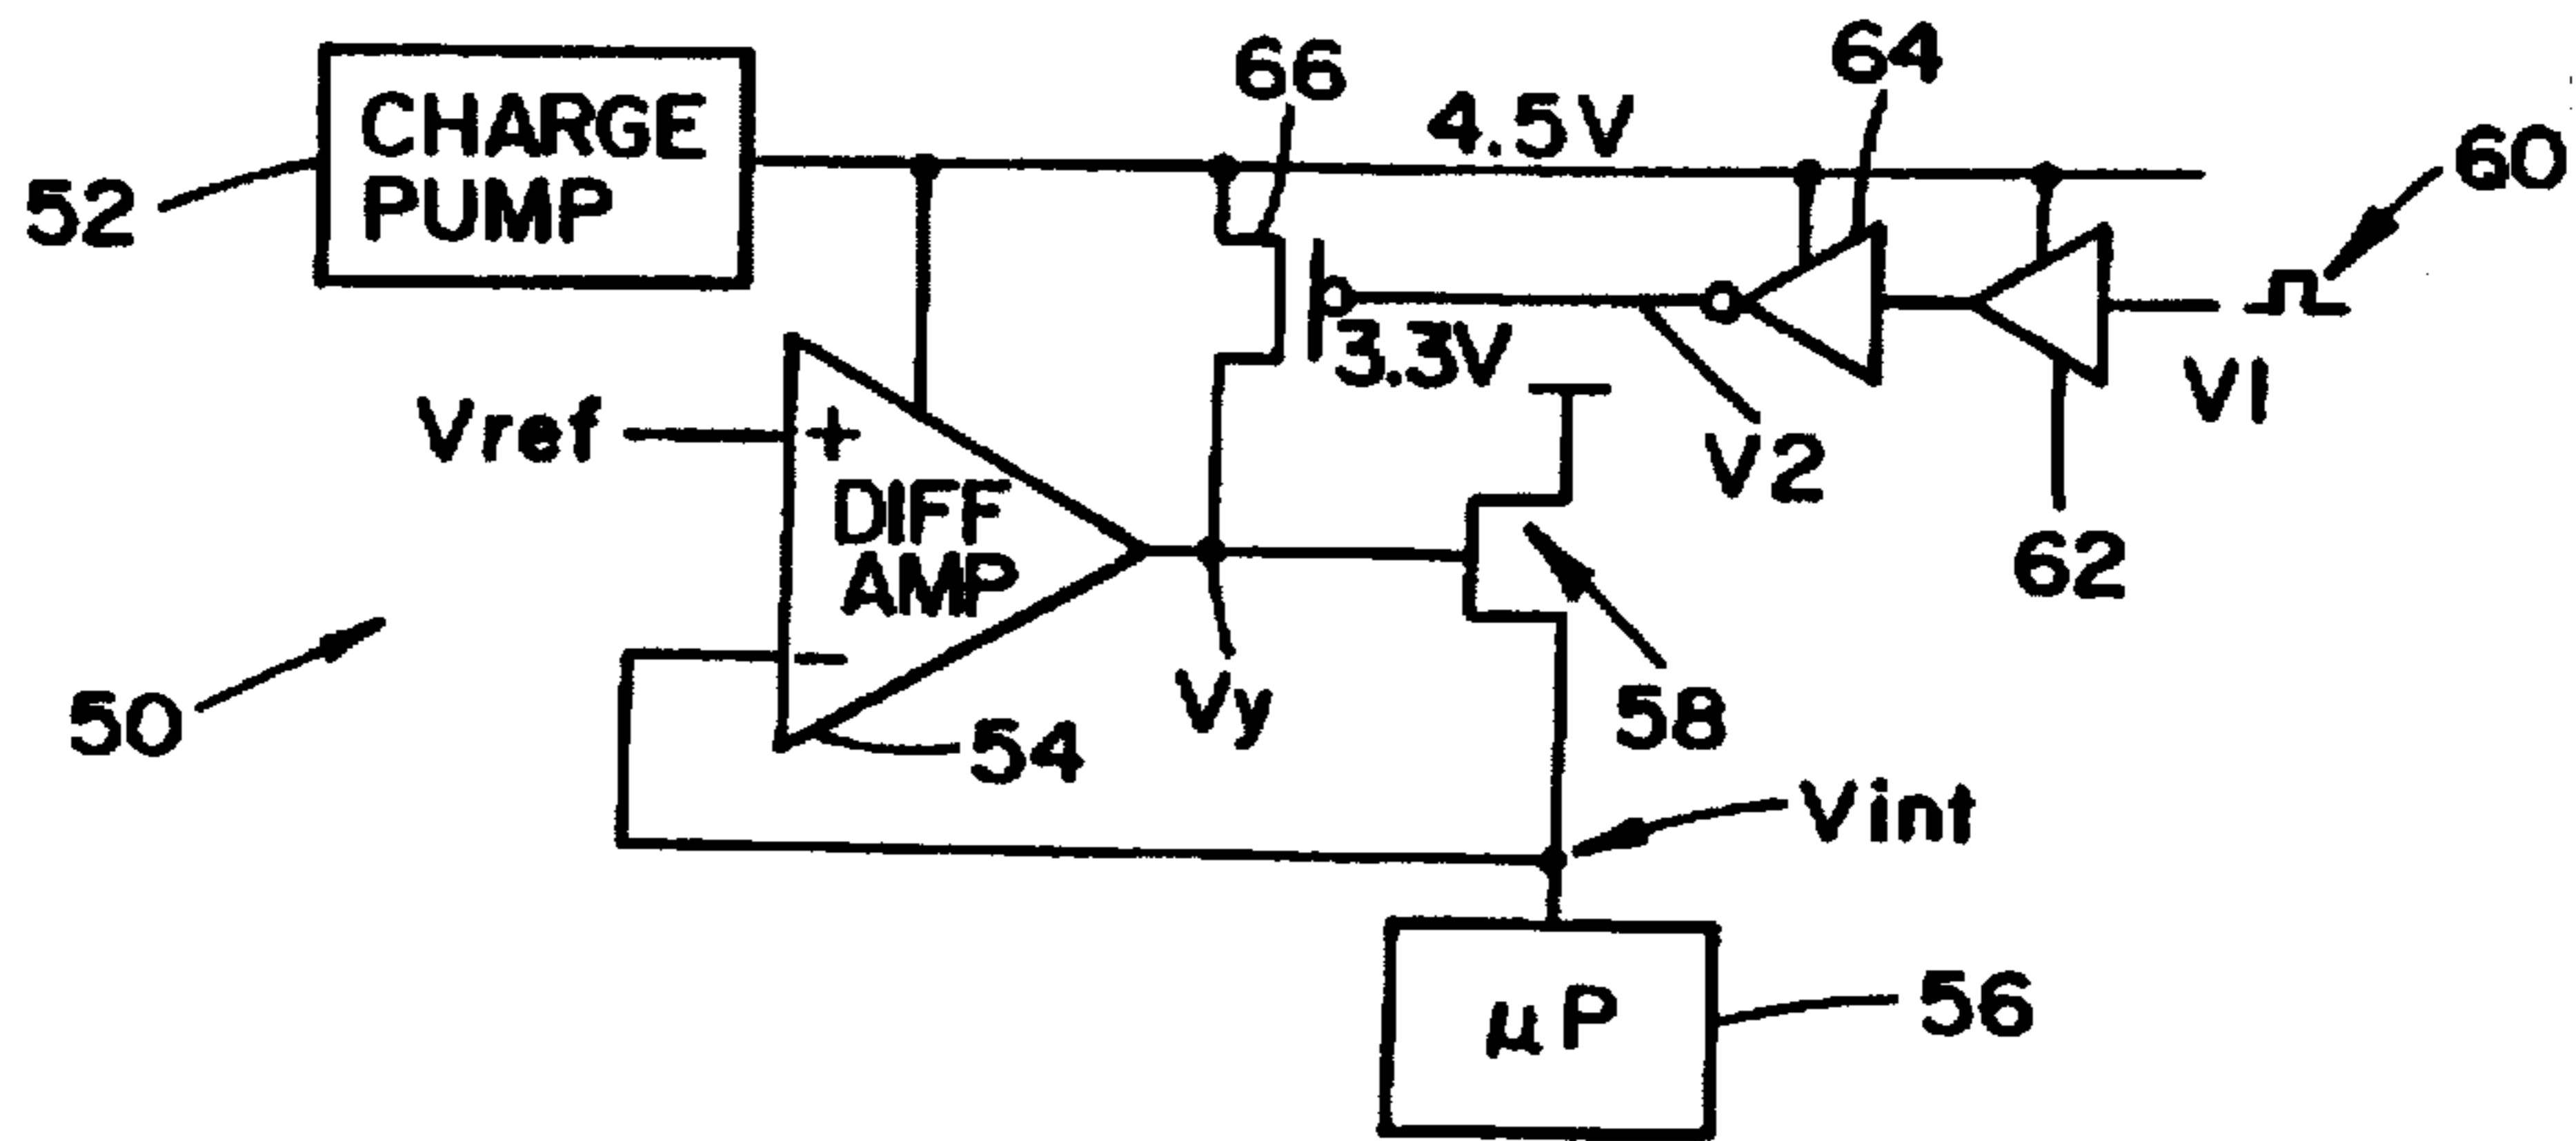 64
66
CHARGE
PUMP
4.5V
60
52
3.3V
V1
Vref
+
V2
DIFF
AMP
62
-
50
Vy
58
54
Vint
μP
56